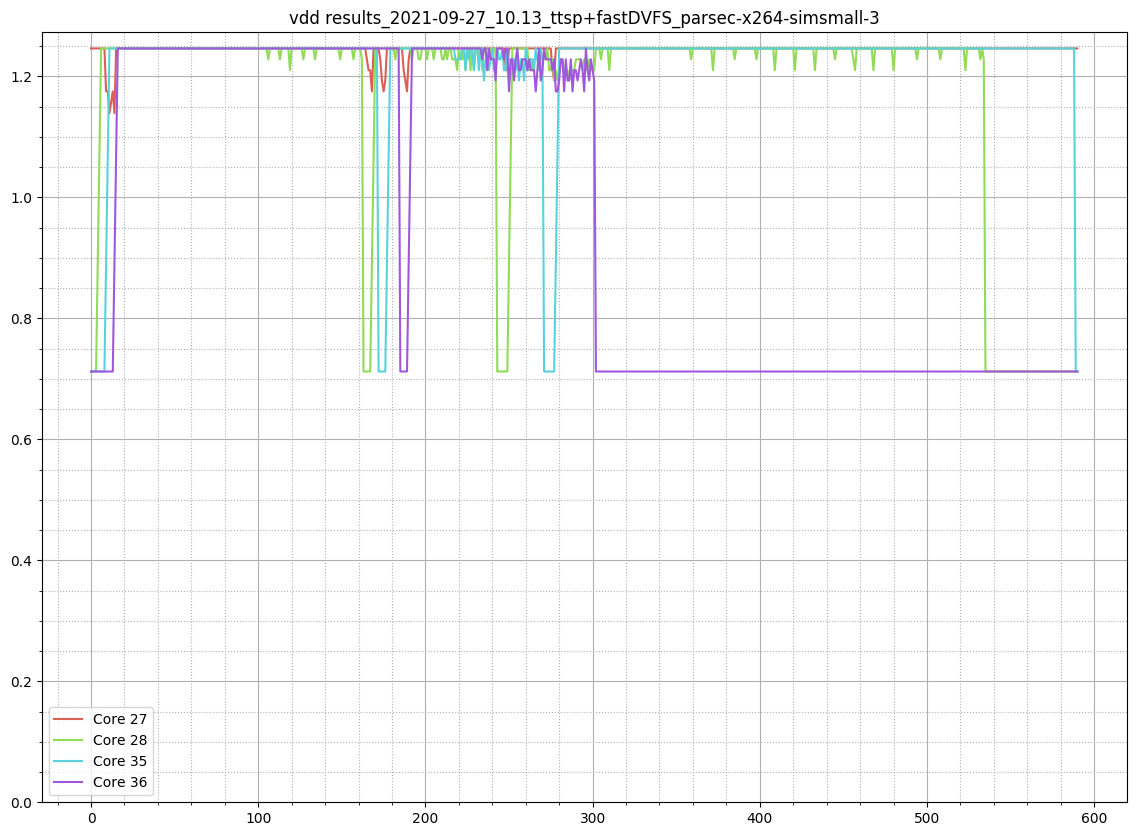 vdd results_2021-09-27_10.13_ttsp+fastDVFS_parsec-x264-simsmall-3
1.2
1.0
0.8
0.6
0.4
0.2
0.0
Core 27
Core 28
Core 35
Core 36
0 100 200 300 400 500 600